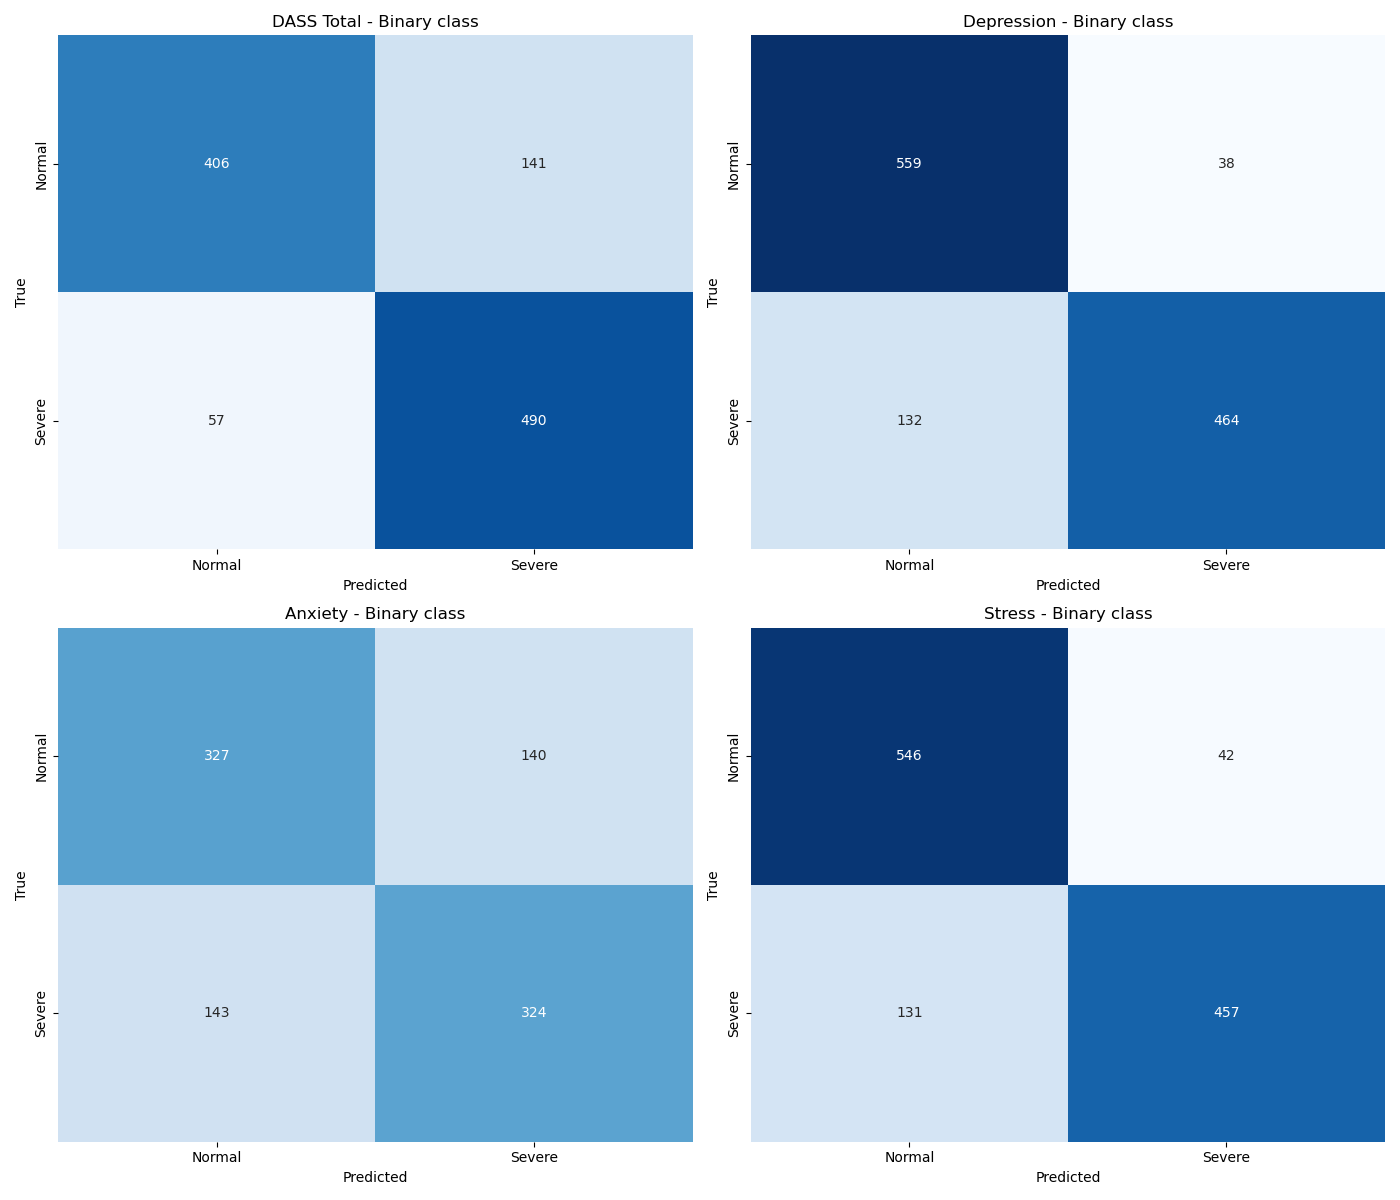 DASS Total - Binary class
Normal
406
141
True
Severe
57
490
Normal
Severe
Predicted
Depression - Binary class
Normal
559
38
True
Severe
132
464
Normal
Severe
Predicted
Anxiety - Binary class
Normal
327
140
True
Severe
143
324
Normal
Severe
Predicted
Stress - Binary class
Normal
546
42
True
Severe
131
457
Normal
Severe
Predicted